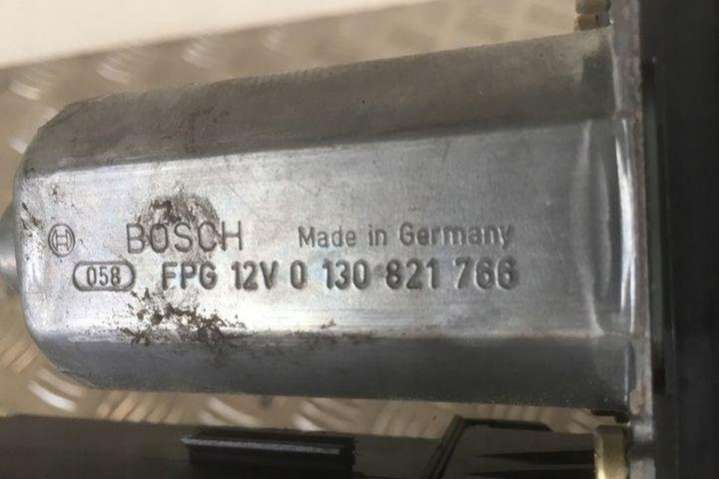 BOSCH Made in Germany
058 FPG 12V 0 130 821 766